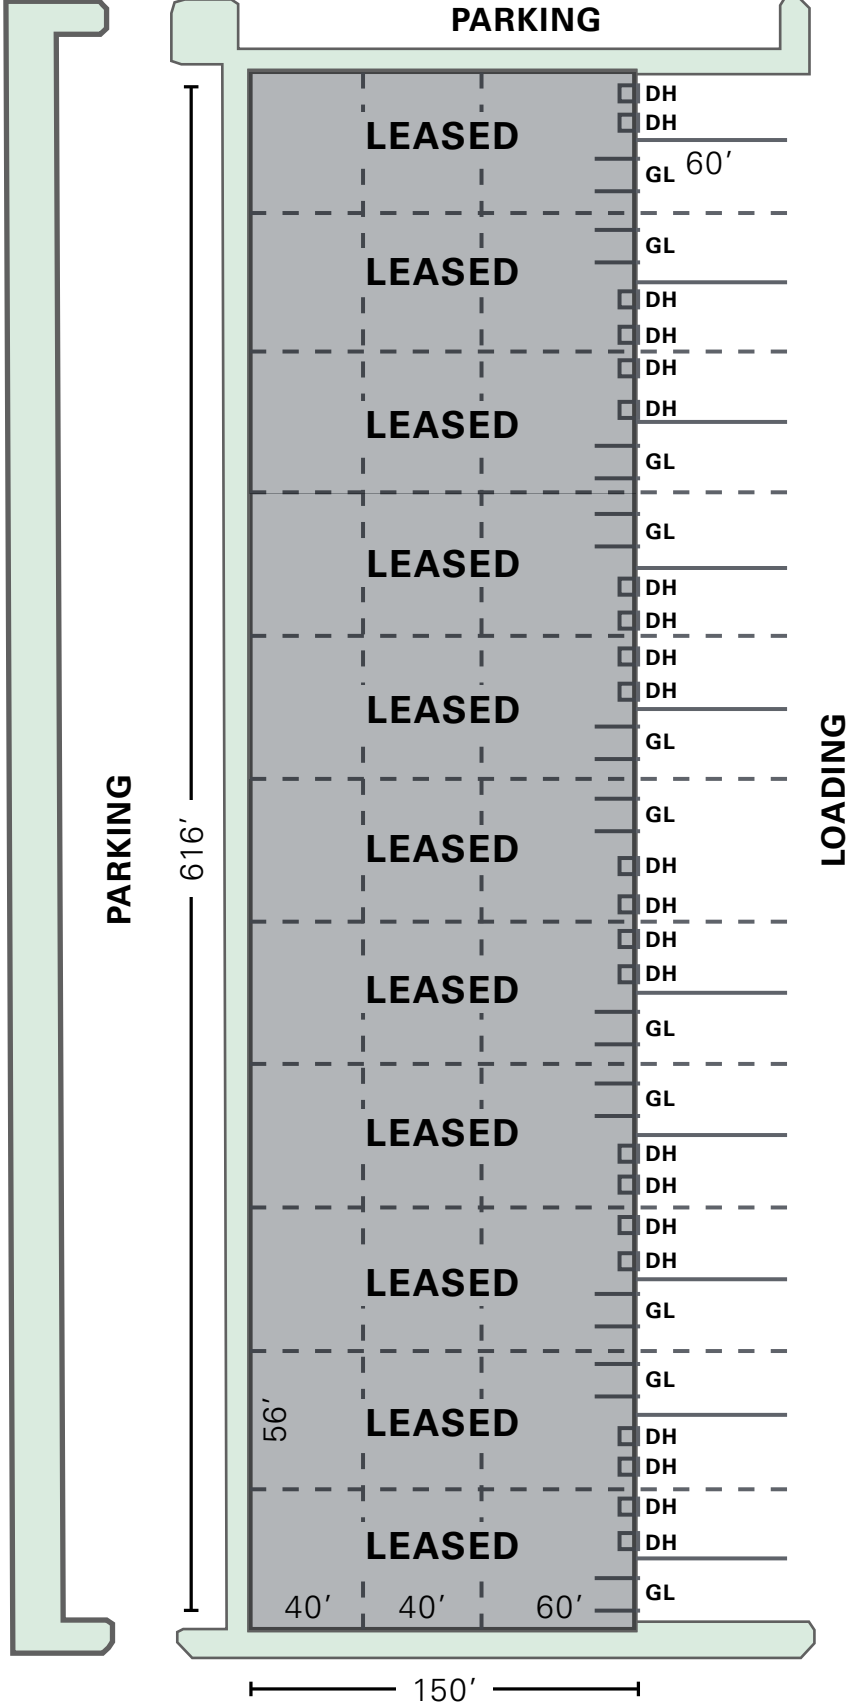 PARKING
DH
LEASED
DH
60’
GL
GL
LEASED
DH
DH
DH
DH
LEASED
GL
GL
LEASED
DH
DH
DH
DH
LEASED
GL
LOADING
PARKING
616’
GL
LEASED
DH
DH
DH
DH
LEASED
GL
GL
LEASED
DH
DH
DH
DH
LEASED
GL
GL
56’
LEASED
DH
DH
DH
DH
LEASED
GL
40’ 40’ 60’
150’